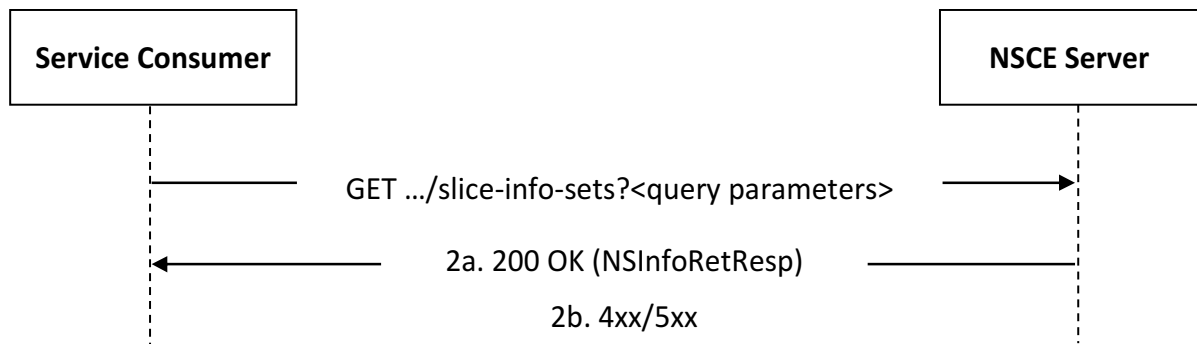 Service Consumer
NSCE Server
GET …/slice-info-sets?<query parameters>
2a. 200 OK (NSInfoRetResp)
2b. 4xx/5xx